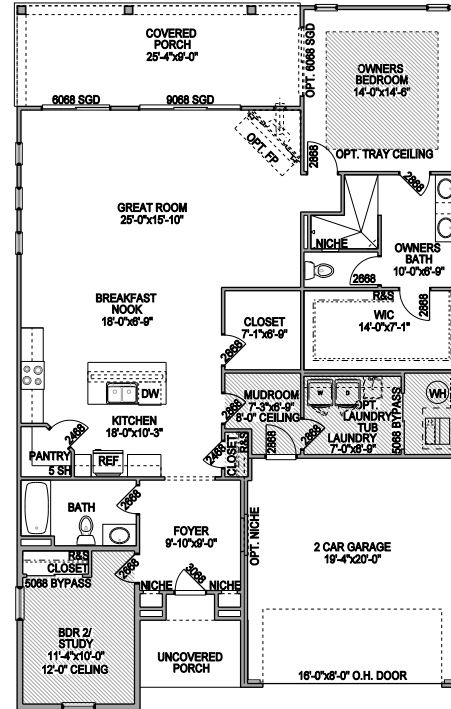 COVERED
PORCH
25'-4"x9'-0"
OPT. 6068 SGD
OWNERS
BEDROOM
14'-0"x14'-6"
OPT. TRAY CEILING
6068 SGD
9068 SGD
OPT. FP
2868
2868
GREAT ROOM
25'-0"x15'-10"
NICHE
OWNERS
BATH
10'-0"x6'-9"
2668
R&S
2868
WIC
14'-0"x7'-1"
BREAKFAST
NOOK
18'-0"x6'-9"
CLOSET
7'-1"x6'-9"
2868
DW
MUDROOM
7'-3"x6'-9"
8'-0" CEILING
2868
W
D
OPT.
LAUNDRY
TUB
LAUNDRY
7'-0"x8'-9"
5068 BYPASS
WH
KITCHEN
18'-0"x10'-3"
2468
PANTRY
5 SH
REF
2468
CLOSET
R&S
2868
2868
BATH
2668
FOYER
9'-10"x9'-0"
OPT. NICHE
2 CAR GARAGE
19'-4"x20'-0"
R&S
CLOSET
5068 BYPASS
2668
NICHE
3068
NICHE
BDR 2/
STUDY
11'-4"x10'-0"
12'-0" CELING
UNCOVERED
PORCH
16'-0"x8'-0" O.H. DOOR